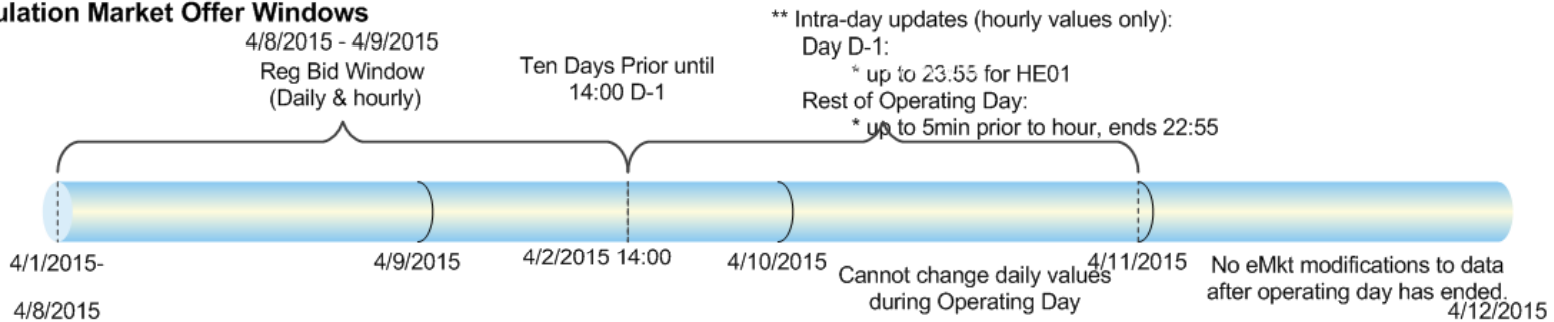 ulation Market Offer Windows
4/8/2015 - 4/9/2015
Reg Bid Window
(Daily & hourly)
Ten Days Prior until
14:00 D-1
** Intra-day updates (hourly values only):
Day D-1:
* up to 23:55 for HE01
Rest of Operating Day:
* up to 5min prior to hour, ends 22:55
4/1/2015-
4/8/2015
4/9/2015
4/2/2015 14:00
4/10/2015
Cannot change daily values
during Operating Day
4/11/2015
No eMkt modifications to data
after operating day has ended.
4/12/2015